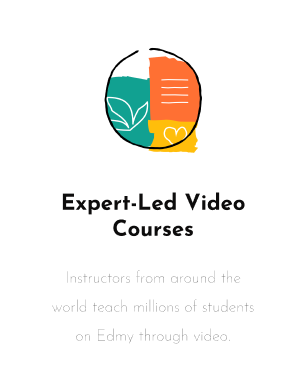 Expert-Led Video
Courses
Instructors from around the
world teach millions of students
on Edmy through video.